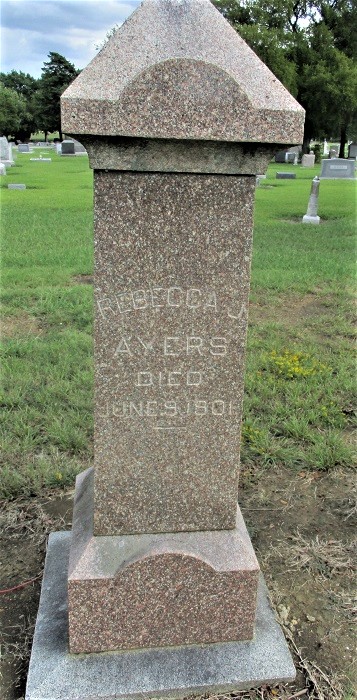 REBECCA J.
AYERS
DIED
JUNE 9, 1901